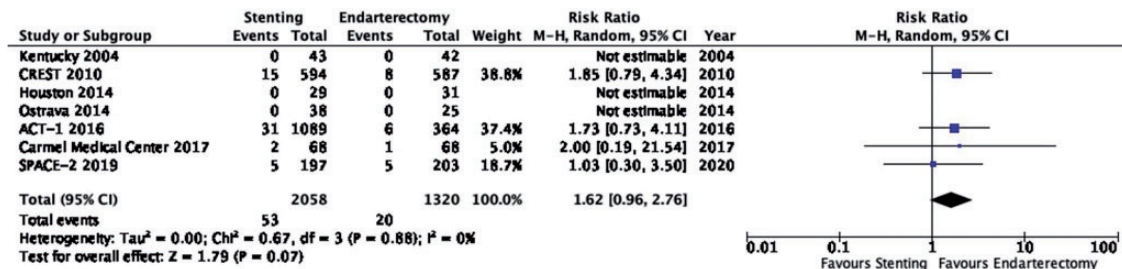 Stenting Endarterectomy Risk Ratio Risk Ratio
Study or Subgroup Events Total Events Total Weight M-H, Random, 95% CI Year M-H, Random, 95% CI
Kentucky 2004 0 43 0 42 Not estimable 2004
CREST 2010 15 594 8 587 38.8% 1.85 [0.79, 4.34] 2010
Houston 2014 0 29 0 31 Not estimable 2014
Ostrava 2014 0 38 0 25 Not estimable 2014
ACT-1 2016 31 1089 6 364 37.4% 1.73 [0.73, 4.11] 2016
Carmel Medical Center 2017 2 68 1 68 5.0% 2.00 [0.19, 21.54] 2017
SPACE-2 2019 5 197 5 203 18.7% 1.03 [0.30, 3.50] 2020
Total (95% CI) 2058 1320 100.0% 1.62 [0.96, 2.76]
Total events 53 20
Heterogeneity: Tau² = 0.00; Chi² = 0.67, df = 3 (P = 0.88); I² = 0%
Test for overall effect: Z = 1.79 (P = 0.07)
0.01 0.1 1 10 100
Favours Stenting Favours Endarterectomy